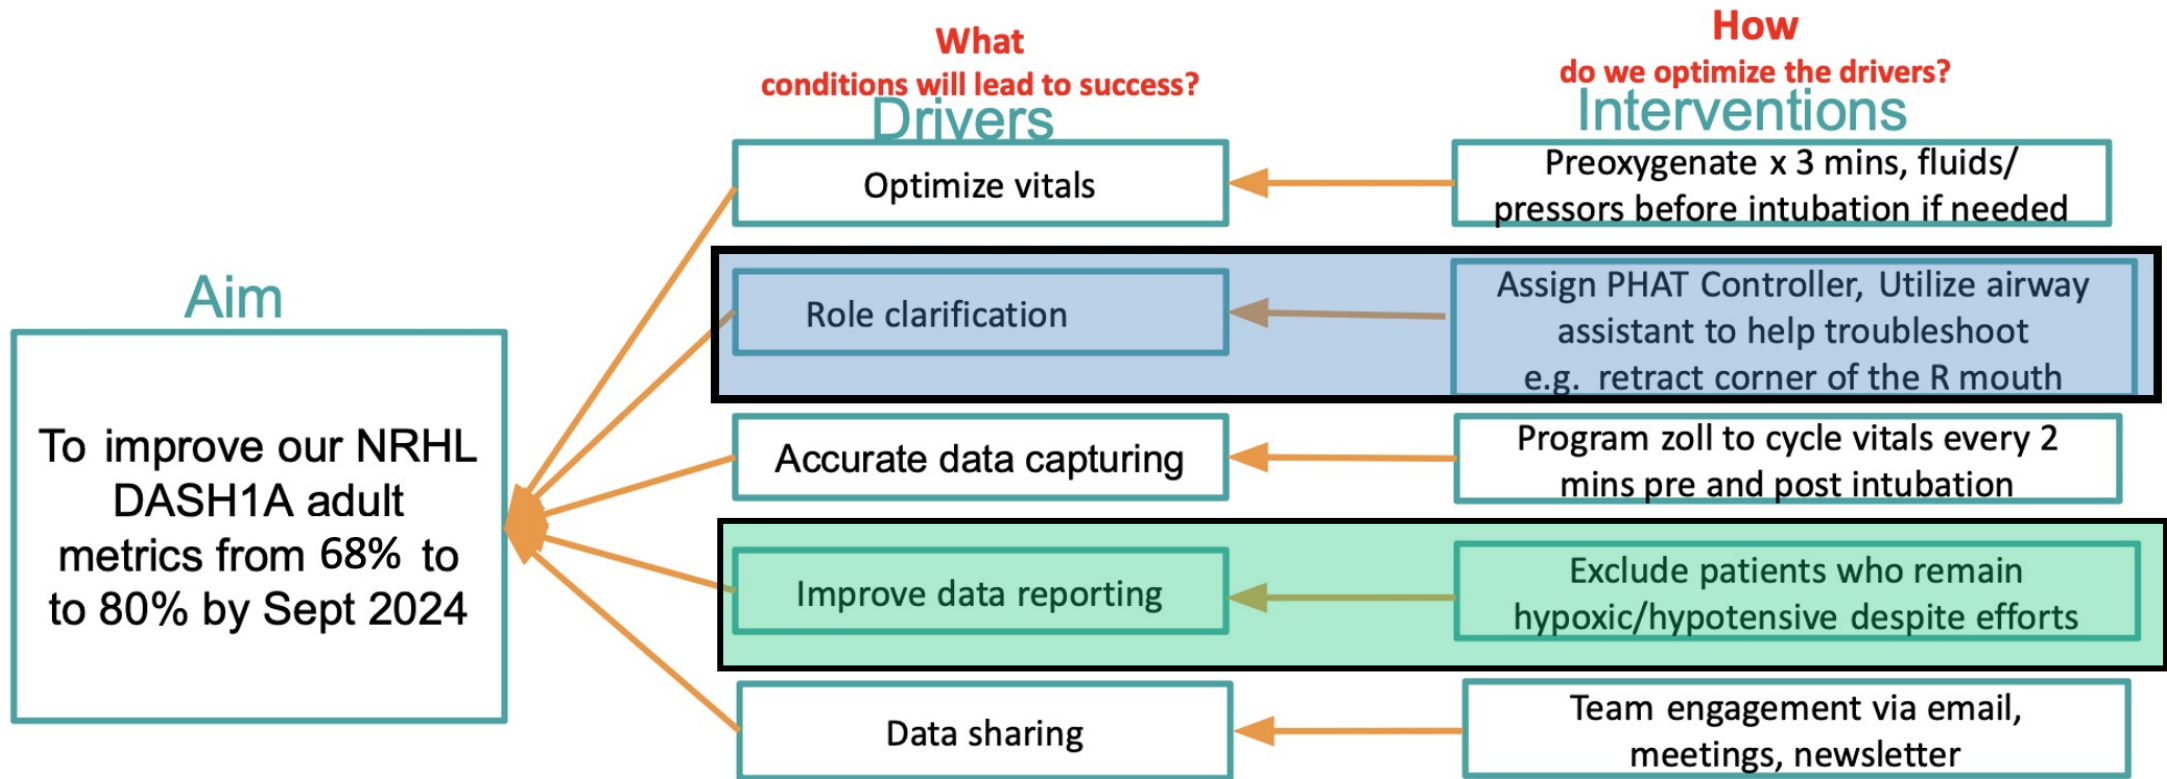 What
conditions will lead to success?
Drivers
How
do we optimize the drivers?
Interventions
Aim
To improve our NRHL
DASH1A adult
metrics from 68% to
to 80% by Sept 2024
Optimize vitals
Preoxygenate x 3 mins, fluids/
pressors before intubation if needed
Role clarification
Assign PHAT Controller, Utilize airway
assistant to help troubleshoot
e.g. retract corner of the R mouth
Accurate data capturing
Program zoll to cycle vitals every 2
mins pre and post intubation
Improve data reporting
Exclude patients who remain
hypoxic/hypotensive despite efforts
Data sharing
Team engagement via email,
meetings, newsletter